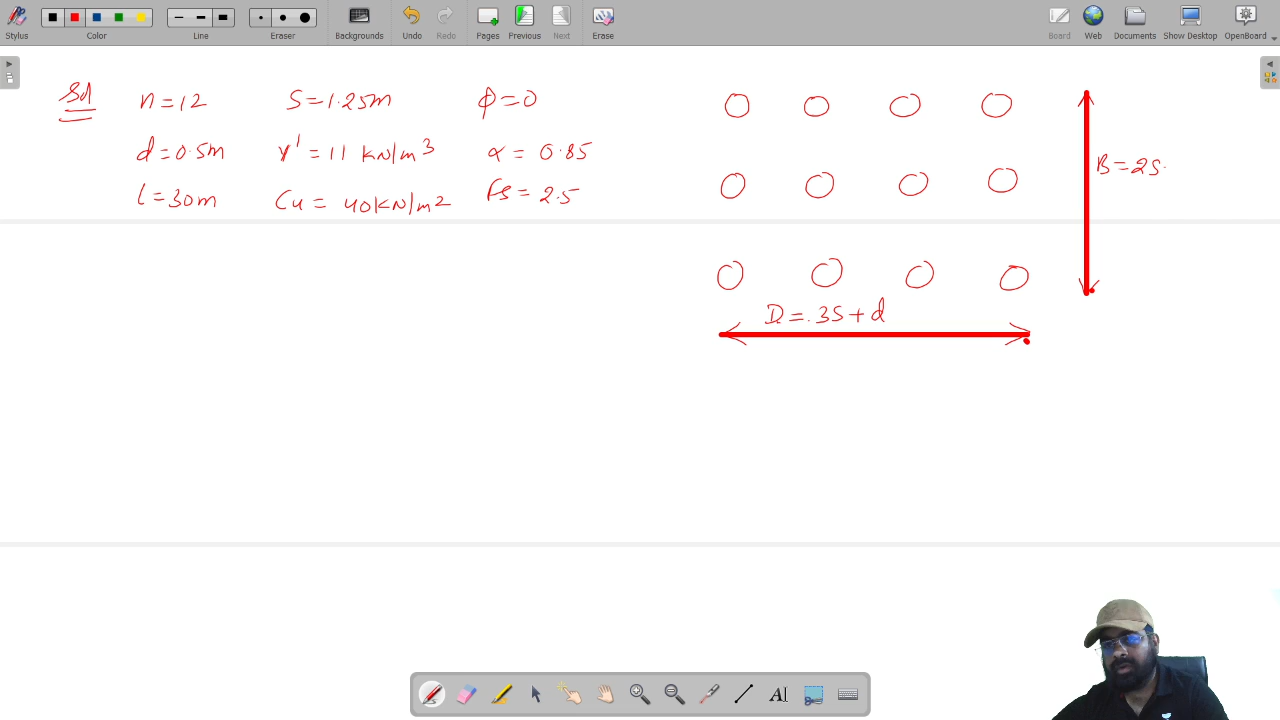 Stylus Color Line Eraser Backgrounds Undo Redo Pages Previous Next Erase Board Web Documents Show Desktop OpenBoard
Sol n=12 S=1.25m φ=0
d=0.5m γ' = 11 kN/m3 α = 0.85
l=30m Cu = 40kN/m2 Fs = 2.5
B=2S
D=.3S+d